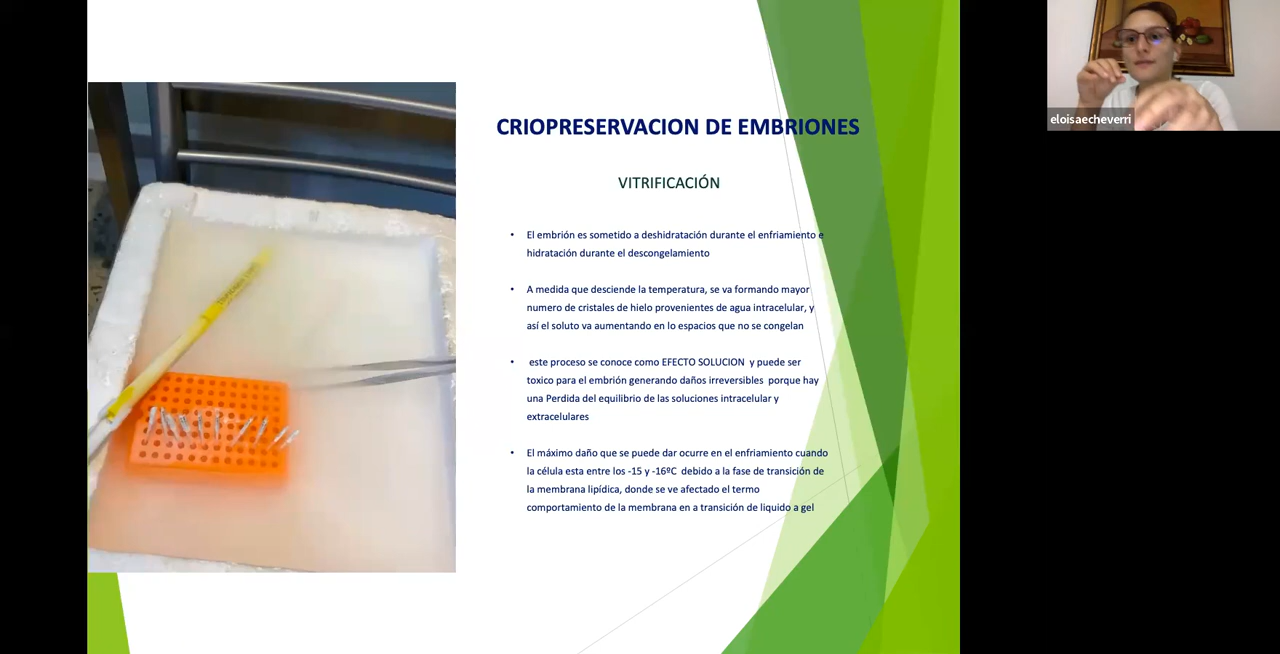 CRIOPRESERVACION DE EMBRIONES
VITRIFICACIÓN
• El embrión es sometido a deshidratación durante el enfriamiento e
hidratación durante el descongelamiento
• A medida que desciende la temperatura, se va formando mayor
numero de cristales de hielo provenientes de agua intracelular, y
así el soluto va aumentando en lo espacios que no se congelan
• este proceso se conoce como EFECTO SOLUCION y puede ser
toxico para el embrión generando daños irreversibles porque hay
una Perdida del equilibrio de las soluciones intracelular y
extracelulares
• El máximo daño que se puede dar ocurre en el enfriamiento cuando
la célula esta entre los -15 y -16ºC debido a la fase de transición de
la membrana lipídica, donde se ve afectado el termo
comportamiento de la membrana en a transición de liquido a gel
eloisaecheverri